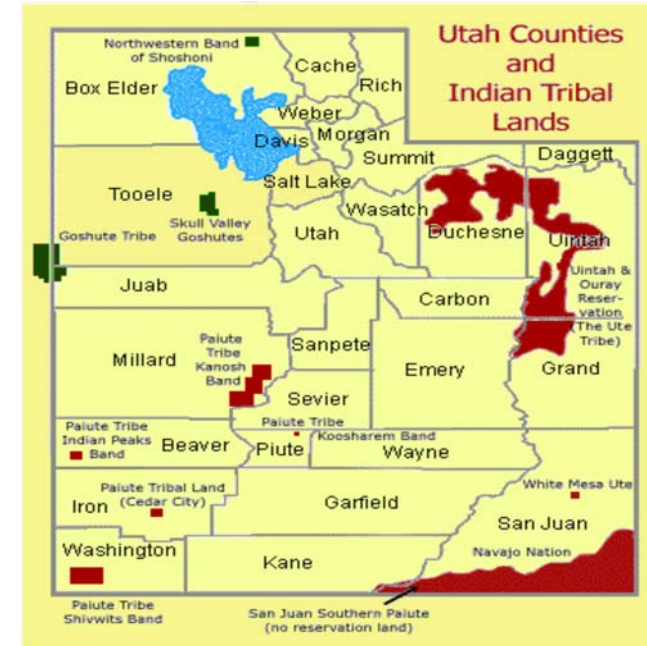 Utah Counties
and
Indian Tribal
Lands
Northwestern Band
of Shoshoni
Cache
Rich
Box Elder
Weber
Davis
Morgan
Summit
Daggett
Tooele
Salt Lake
Wasatch
Skull Valley
Goshutes
Goshute Tribe
Utah
Duchesne
Uintah
Juab
Uintah &
Ouray
Reser-
vation
(The Ute
Tribe)
Carbon
Sanpete
Millard
Paiute
Tribe
Kanosh
Band
Emery
Grand
Sevier
Paiute Tribe
Koosharem Band
Paiute Tribe
Indian Peaks
Band
Beaver
Piute
Wayne
Paiute Tribal Land
(Cedar City)
Iron
Garfield
White Mesa Ute
San Juan
Washington
Kane
Navajo Nation
Paiute Tribe
Shivwits Band
San Juan Southern Paiute
(no reservation land)